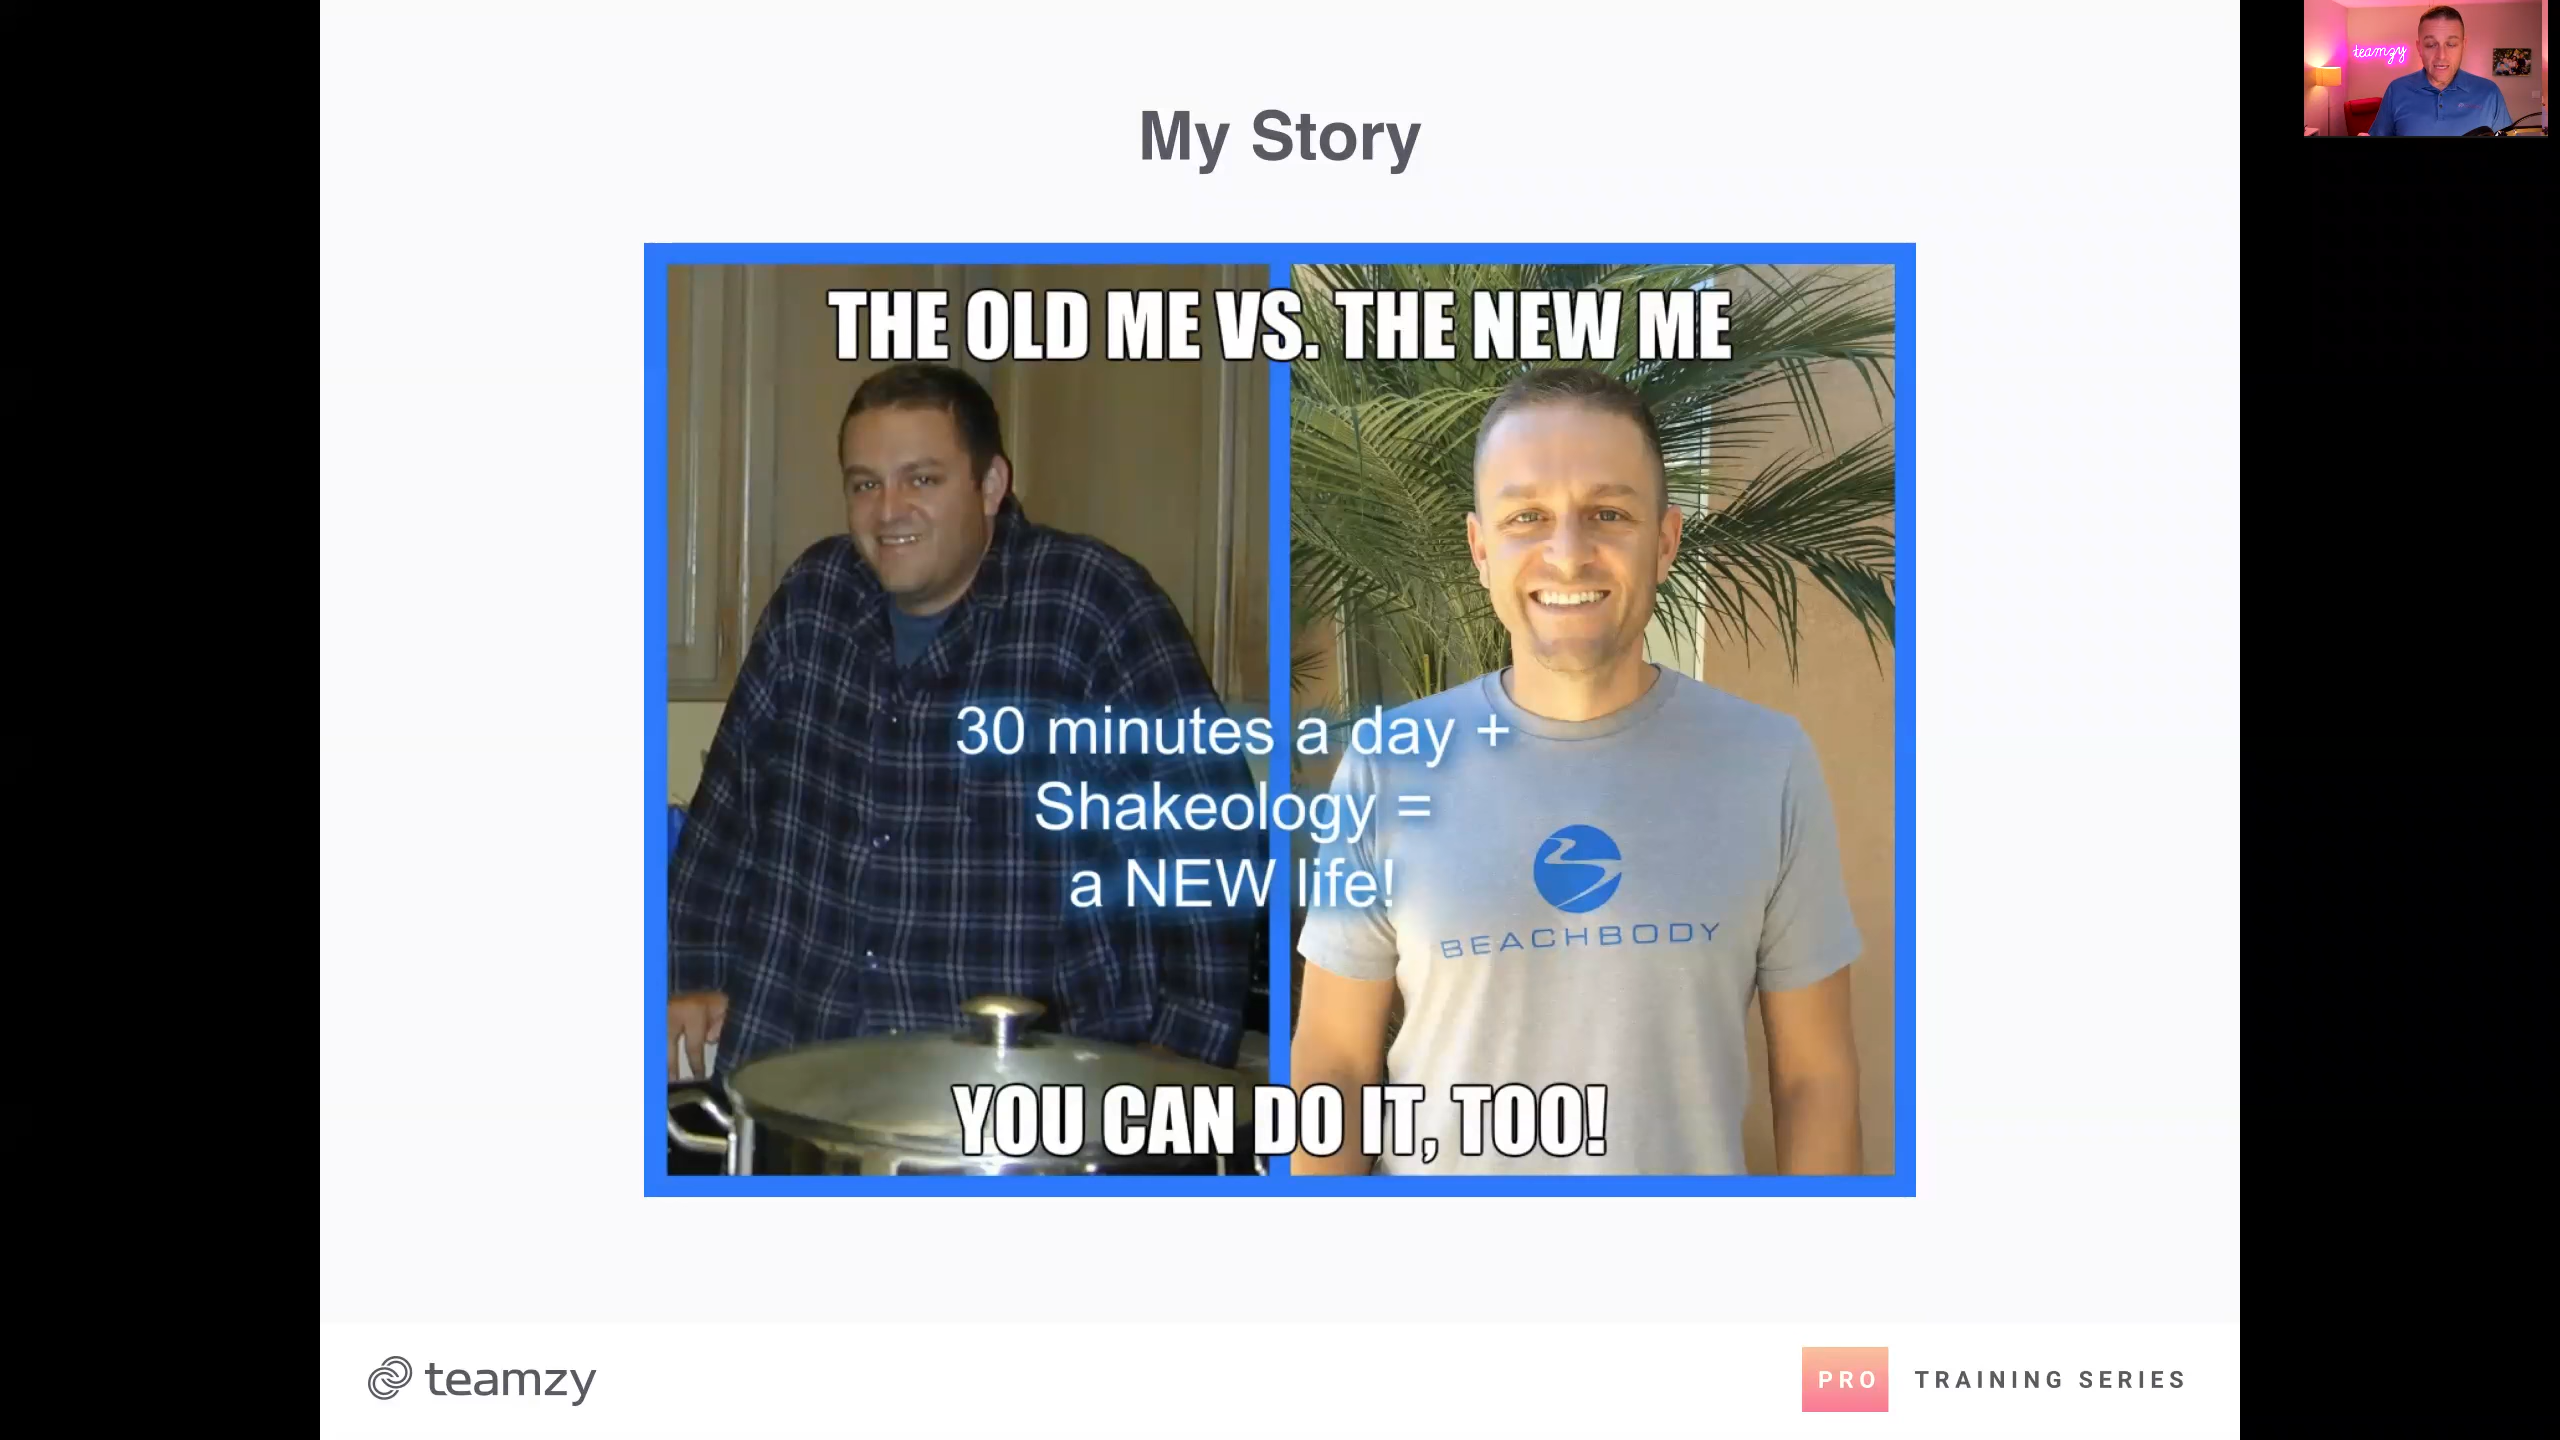 teamzy
My Story
THE OLD ME VS. THE NEW ME
30 minutes a day +
Shakeology =
a NEW life!
BEACHBODY
YOU CAN DO IT, TOO!
teamzy
PRO TRAINING SERIES